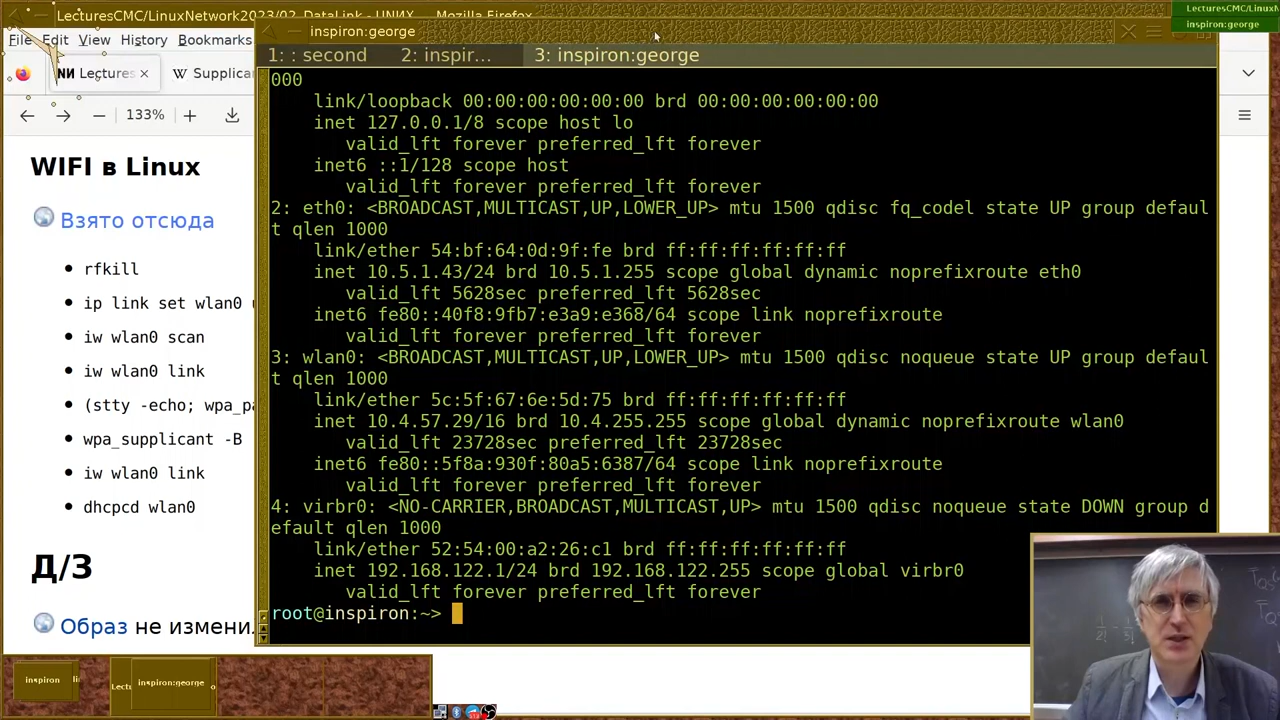 LecturesCMC/LinuxNetwork2023/02_DataLink - UNИX — Mozilla Firefox
LecturesCMC/LinuxN
inspiron:george
File Edit View History Bookmarks
inspiron:george
1: : second 2: inspir... 3: inspiron:george
Lectures
Supplican
133%
WIFI в Linux
Взято отсюда
rfkill
ip link set wlan0
iw wlan0 scan
iw wlan0 link
(stty -echo; wpa_pa
wpa_supplicant -B
iw wlan0 link
dhcpcd wlan0
Д/З
Образ не измени
000
link/loopback 00:00:00:00:00:00 brd 00:00:00:00:00:00
inet 127.0.0.1/8 scope host lo
valid_lft forever preferred_lft forever
inet6 ::1/128 scope host
valid_lft forever preferred_lft forever
2: eth0: <BROADCAST,MULTICAST,UP,LOWER_UP> mtu 1500 qdisc fq_codel state UP group defaul
t qlen 1000
link/ether 54:bf:64:0d:9f:fe brd ff:ff:ff:ff:ff:ff
inet 10.5.1.43/24 brd 10.5.1.255 scope global dynamic noprefixroute eth0
valid_lft 5628sec preferred_lft 5628sec
inet6 fe80::40f8:9fb7:e3a9:e368/64 scope link noprefixroute
valid_lft forever preferred_lft forever
3: wlan0: <BROADCAST,MULTICAST,UP,LOWER_UP> mtu 1500 qdisc noqueue state UP group defaul
t qlen 1000
link/ether 5c:5f:67:6e:5d:75 brd ff:ff:ff:ff:ff:ff
inet 10.4.57.29/16 brd 10.4.255.255 scope global dynamic noprefixroute wlan0
valid_lft 23728sec preferred_lft 23728sec
inet6 fe80::5f8a:930f:80a5:6387/64 scope link noprefixroute
valid_lft forever preferred_lft forever
4: virbr0: <NO-CARRIER,BROADCAST,MULTICAST,UP> mtu 1500 qdisc noqueue state DOWN group d
efault qlen 1000
link/ether 52:54:00:a2:26:c1 brd ff:ff:ff:ff:ff:ff
inet 192.168.122.1/24 brd 192.168.122.255 scope global virbr0
valid_lft forever preferred_lft forever
root@inspiron:~>
inspiron
Lect
inspiron:george